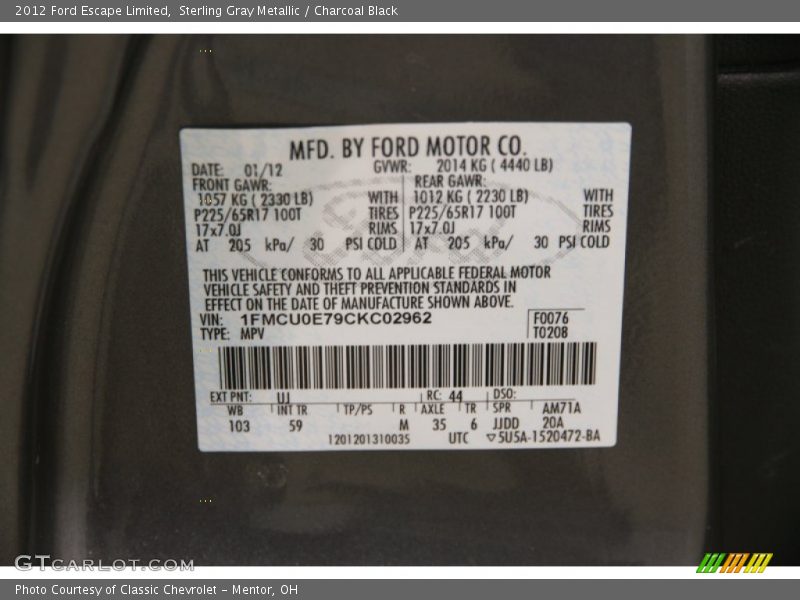 2012 Ford Escape Limited,  Sterling Gray Metallic / Charcoal Black
MFD. BY FORD MOTOR CO.
DATE: 01/12 GVWR: 2014 KG ( 4440 LB)
FRONT GAWR: REAR GAWR:
1057 KG ( 2330 LB) WITH 1012 KG ( 2230 LB) WITH
P225/65R17 100T TIRES P225/65R17 100T TIRES
17x7.0J RIMS 17x7.0J RIMS
AT 205 kPa/ 30 PSI COLD AT 205 kPa/ 30 PSI COLD
THIS VEHICLE CONFORMS TO ALL APPLICABLE FEDERAL MOTOR
VEHICLE SAFETY AND THEFT PREVENTION STANDARDS IN
EFFECT ON THE DATE OF MANUFACTURE SHOWN ABOVE.
VIN: 1FMCU0E79CKC02962 F0076
TYPE: MPV T0208
EXT PNT: UJ RC: 44 DSO:
WB INT TR TP/PS R AXLE TR SPR AM71A
103 59 M 35 6 JJDD 20A
1201201310035 UTC ▽5U5A-1520472-BA
GTCARLOT.COM
Photo Courtesy of Classic Chevrolet - Mentor, OH